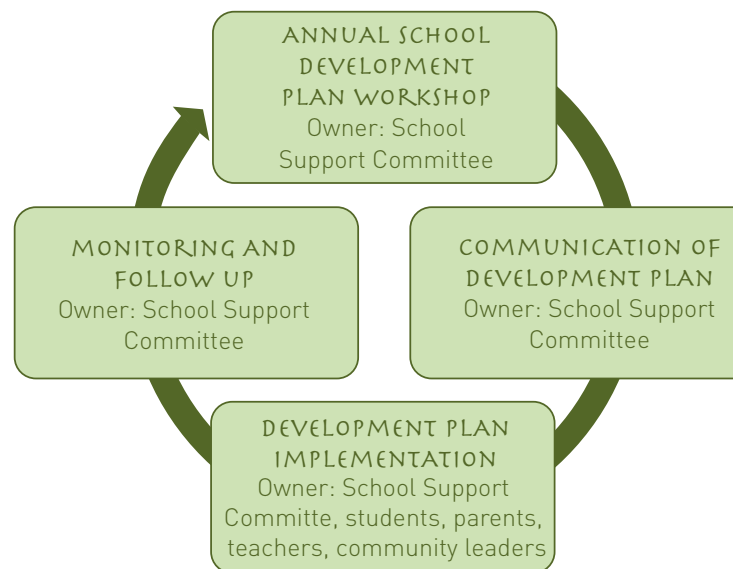 ANNUAL SCHOOL
DEVELOPMENT
PLAN WORKSHOP
Owner: School
Support Committee
COMMUNICATION OF
DEVELOPMENT PLAN
Owner: School Support
Committee
DEVELOPMENT PLAN
IMPLEMENTATION
Owner: School Support
Committe, students, parents,
teachers, community leaders
MONITORING AND
FOLLOW UP
Owner: School Support
Committee